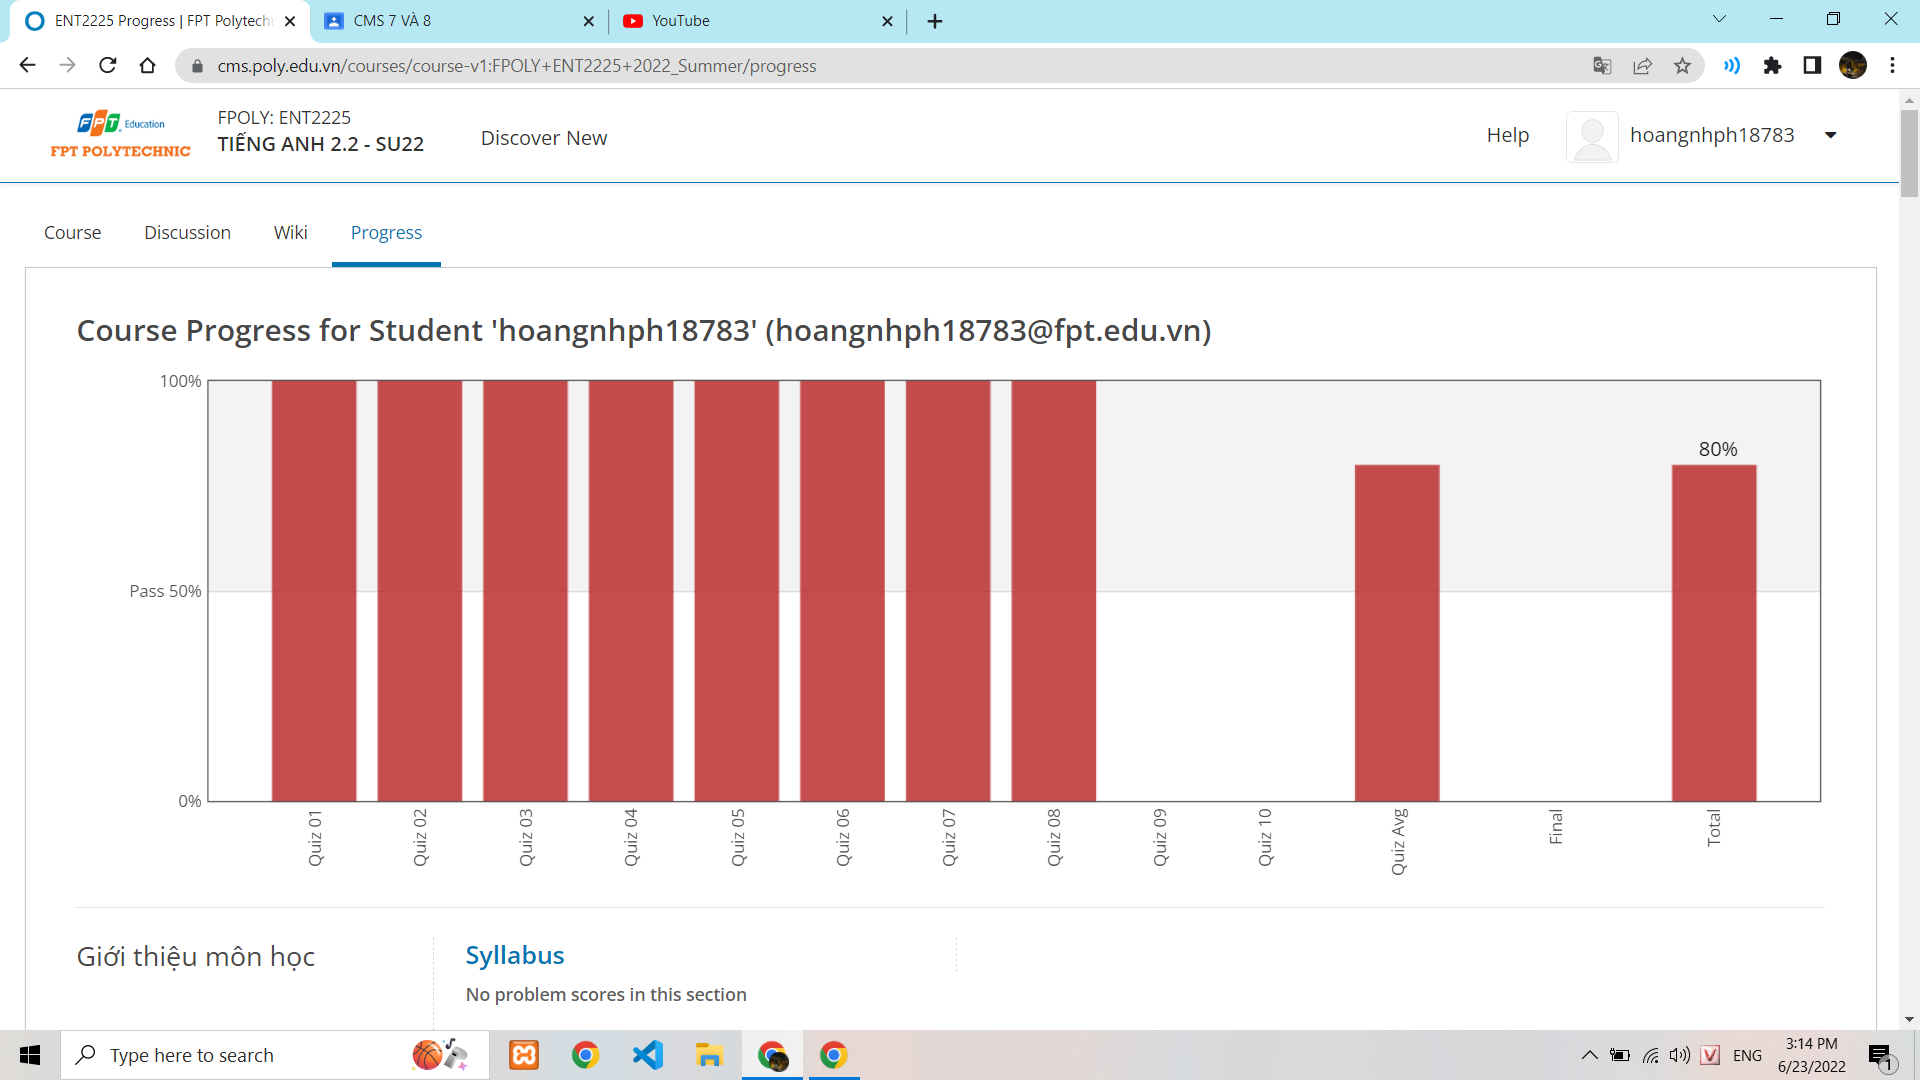 ENT2225 Progress | FPT Polytechn
CMS 7 VÀ 8
YouTube
cms.poly.edu.vn/courses/course-v1:FPOLY+ENT2225+2022_Summer/progress
FPT Education
FPT POLYTECHNIC
FPOLY: ENT2225
TIẾNG ANH 2.2 - SU22
Discover New
Help
hoangnhph18783
Course
Discussion
Wiki
Progress
Course Progress for Student 'hoangnhph18783' (hoangnhph18783@fpt.edu.vn)
100%
Pass 50%
0%
80%
Quiz 01
Quiz 02
Quiz 03
Quiz 04
Quiz 05
Quiz 06
Quiz 07
Quiz 08
Quiz 09
Quiz 10
Quiz Avg
Final
Total
Giới thiệu môn học
Syllabus
No problem scores in this section
Type here to search
ENG
3:14 PM
6/23/2022
1